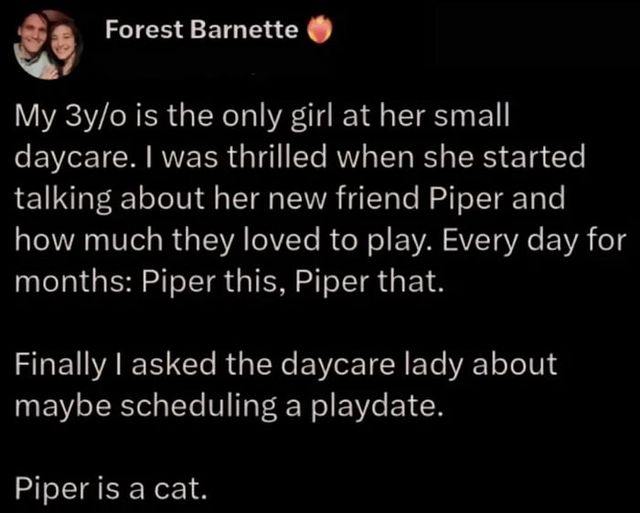 Forest Barnette ❤️‍🔥
My 3y/o is the only girl at her small
daycare. I was thrilled when she started
talking about her new friend Piper and
how much they loved to play. Every day for
months: Piper this, Piper that.
Finally I asked the daycare lady about
maybe scheduling a playdate.
Piper is a cat.